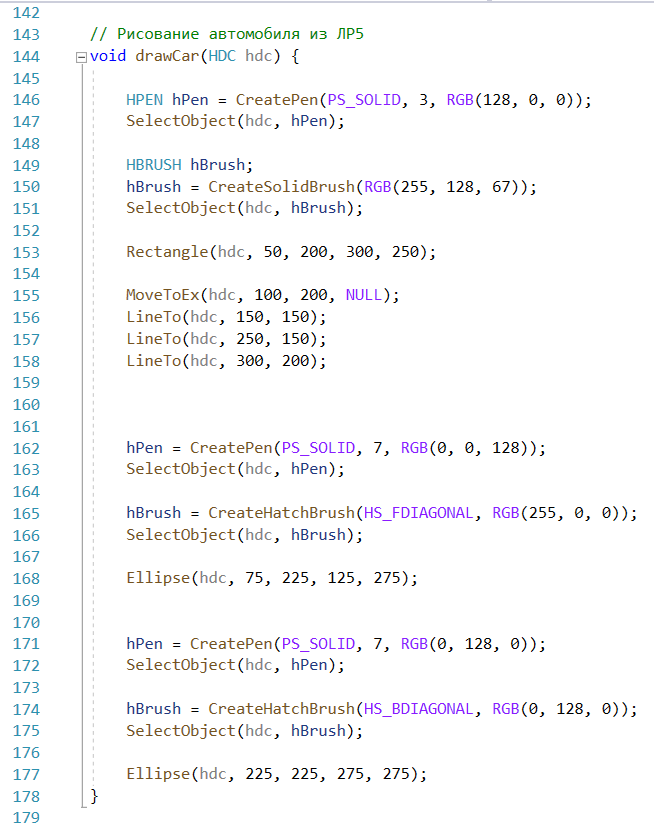 142
143 // Рисование автомобиля из ЛР5
144 void drawCar(HDC hdc) {
145
146 HPEN hPen = CreatePen(PS_SOLID, 3, RGB(128, 0, 0));
147 SelectObject(hdc, hPen);
148
149 HBRUSH hBrush;
150 hBrush = CreateSolidBrush(RGB(255, 128, 67));
151 SelectObject(hdc, hBrush);
152
153 Rectangle(hdc, 50, 200, 300, 250);
154
155 MoveToEx(hdc, 100, 200, NULL);
156 LineTo(hdc, 150, 150);
157 LineTo(hdc, 250, 150);
158 LineTo(hdc, 300, 200);
159
160
161
162 hPen = CreatePen(PS_SOLID, 7, RGB(0, 0, 128));
163 SelectObject(hdc, hPen);
164
165 hBrush = CreateHatchBrush(HS_FDIAGONAL, RGB(255, 0, 0));
166 SelectObject(hdc, hBrush);
167
168 Ellipse(hdc, 75, 225, 125, 275);
169
170
171 hPen = CreatePen(PS_SOLID, 7, RGB(0, 128, 0));
172 SelectObject(hdc, hPen);
173
174 hBrush = CreateHatchBrush(HS_BDIAGONAL, RGB(0, 128, 0));
175 SelectObject(hdc, hBrush);
176
177 Ellipse(hdc, 225, 225, 275, 275);
178 }
179